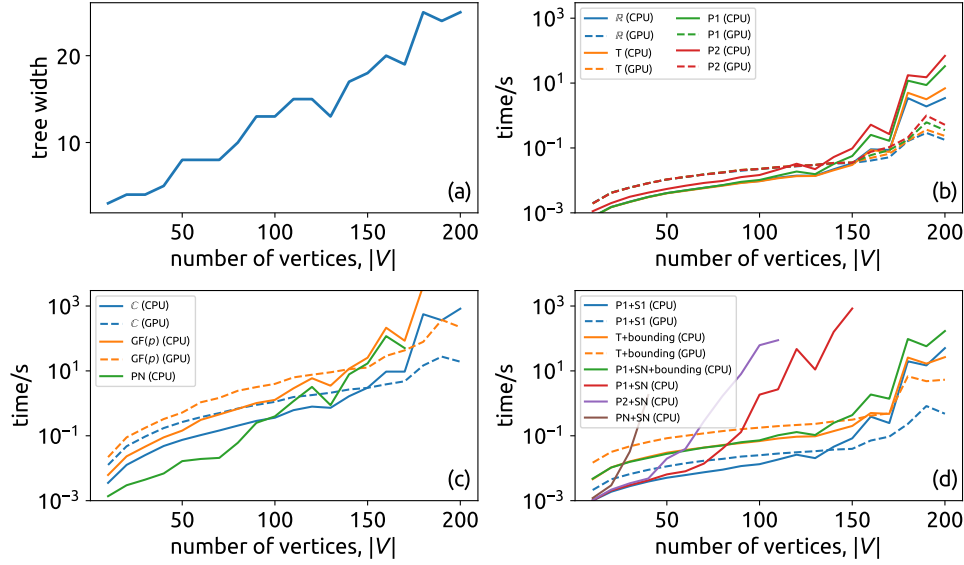 20
10
tree width
(a)
50
100
150
200
number of vertices, |V|
10³
10¹
10⁻¹
10⁻³
time/s
ℝ (CPU)
ℝ (GPU)
T (CPU)
T (GPU)
P1 (CPU)
P1 (GPU)
P2 (CPU)
P2 (GPU)
(b)
50
100
150
200
number of vertices, |V|
10³
10¹
10⁻¹
10⁻³
time/s
ℂ (CPU)
ℂ (GPU)
GF(p) (CPU)
GF(p) (GPU)
PN (CPU)
(c)
50
100
150
200
number of vertices, |V|
10³
10¹
10⁻¹
10⁻³
time/s
P1+S1 (CPU)
P1+S1 (GPU)
T+bounding (CPU)
T+bounding (GPU)
P1+SN+bounding (CPU)
P1+SN (CPU)
P2+SN (CPU)
PN+SN (CPU)
(d)
50
100
150
200
number of vertices, |V|